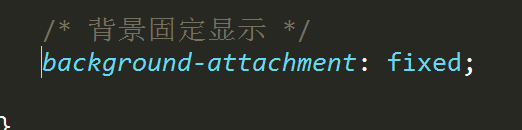 /* 背景固定显示 */
background-attachment: fixed;
}